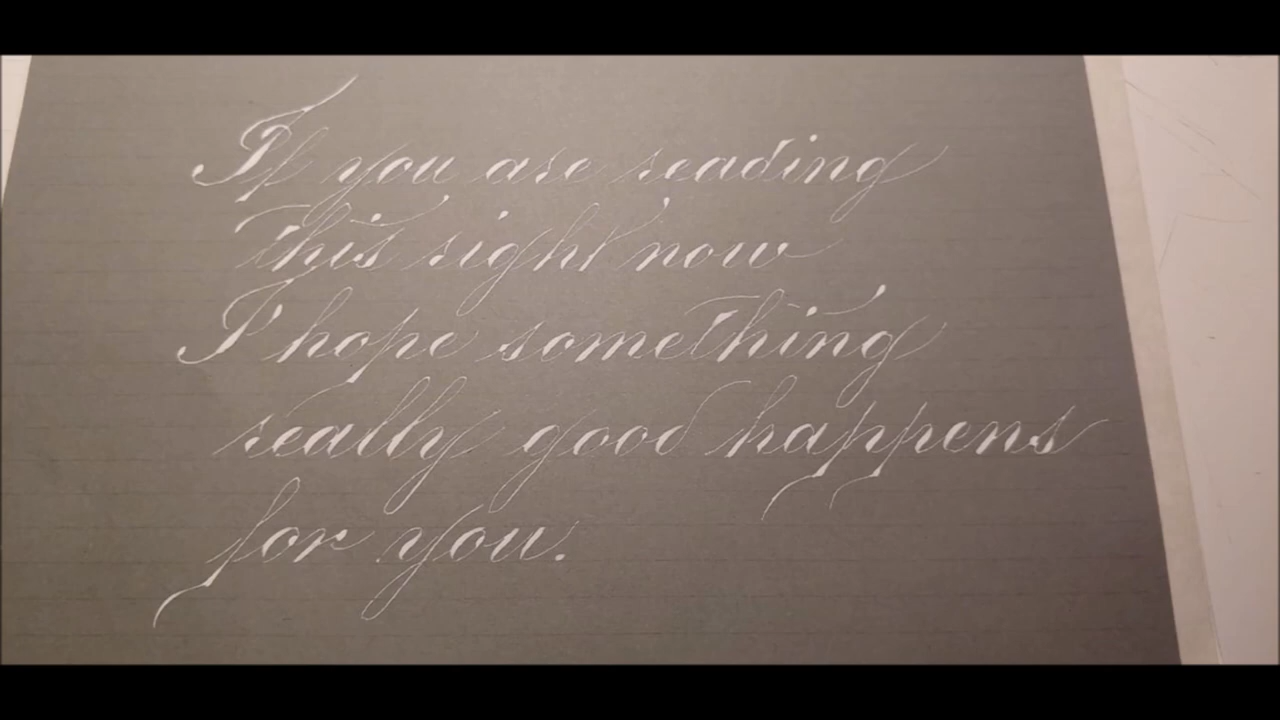 If you are reading
this right now
I hope something
really good happens
for you.